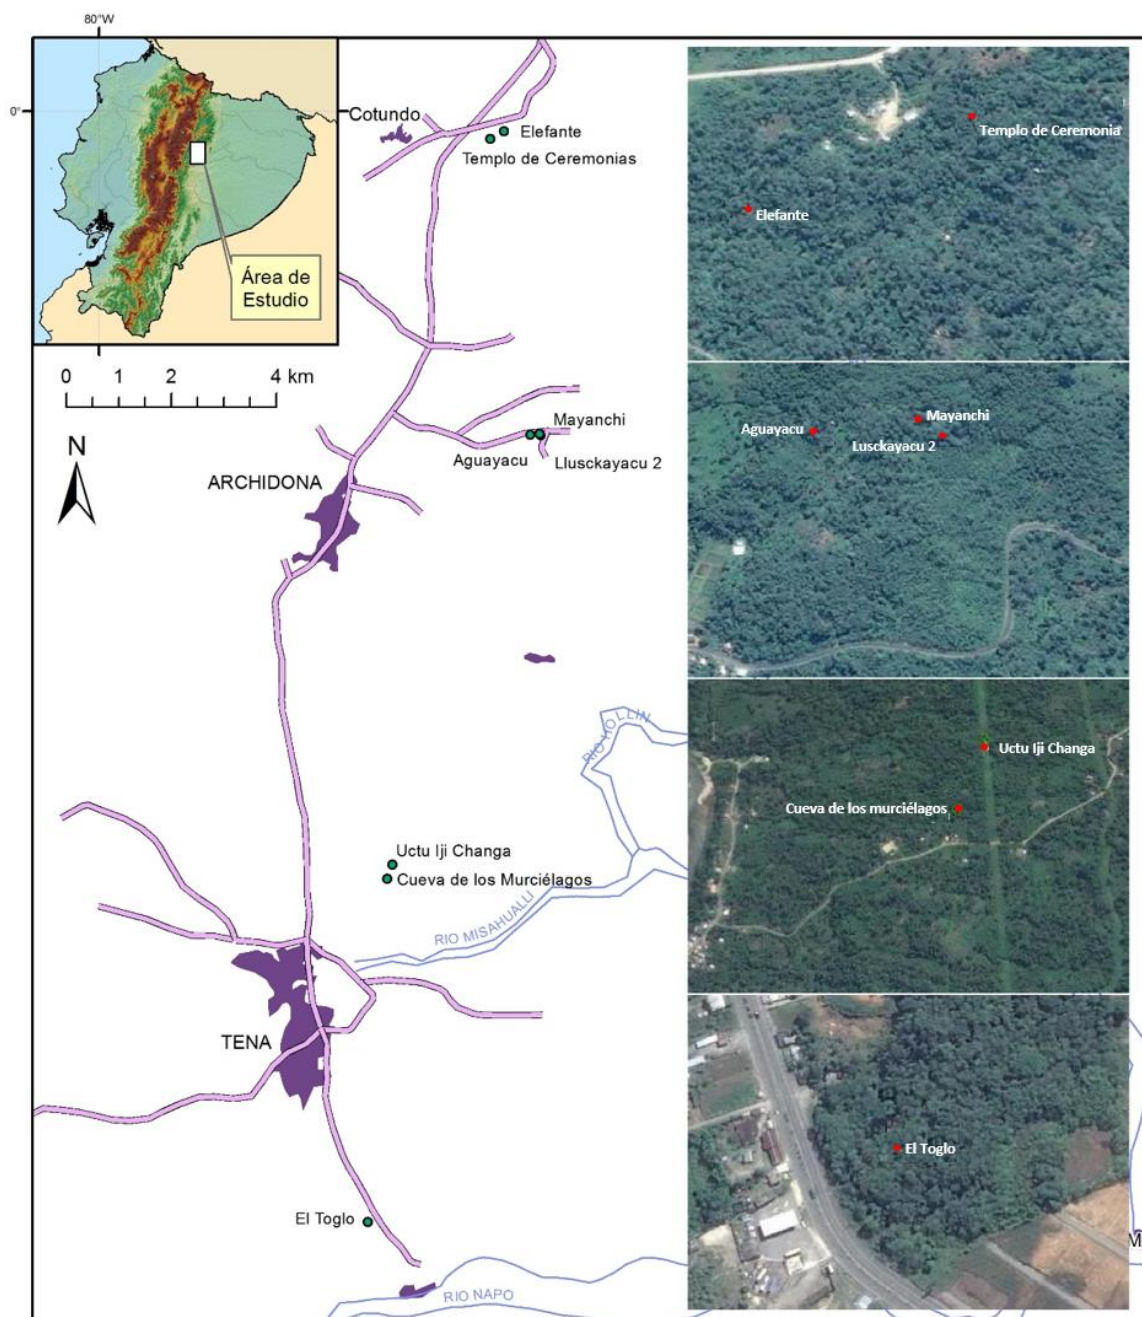 80°W
0°
Área de
Estudio
0 1 2 4 km
N
Cotundo
Elefante
Templo de Ceremonias
Mayanchi
Aguayacu
Llusckayacu 2
ARCHIDONA
RIO HOLLIN
Uctu Iji Changa
Cueva de los Murciélagos
RIO MISAHUALLI
TENA
El Toglo
RIO NAPO
Templo de Ceremonia
Elefante
Mayanchi
Aguayacu
Lusckayacu 2
Uctu Iji Changa
Cueva de los murciélagos
El Toglo
M